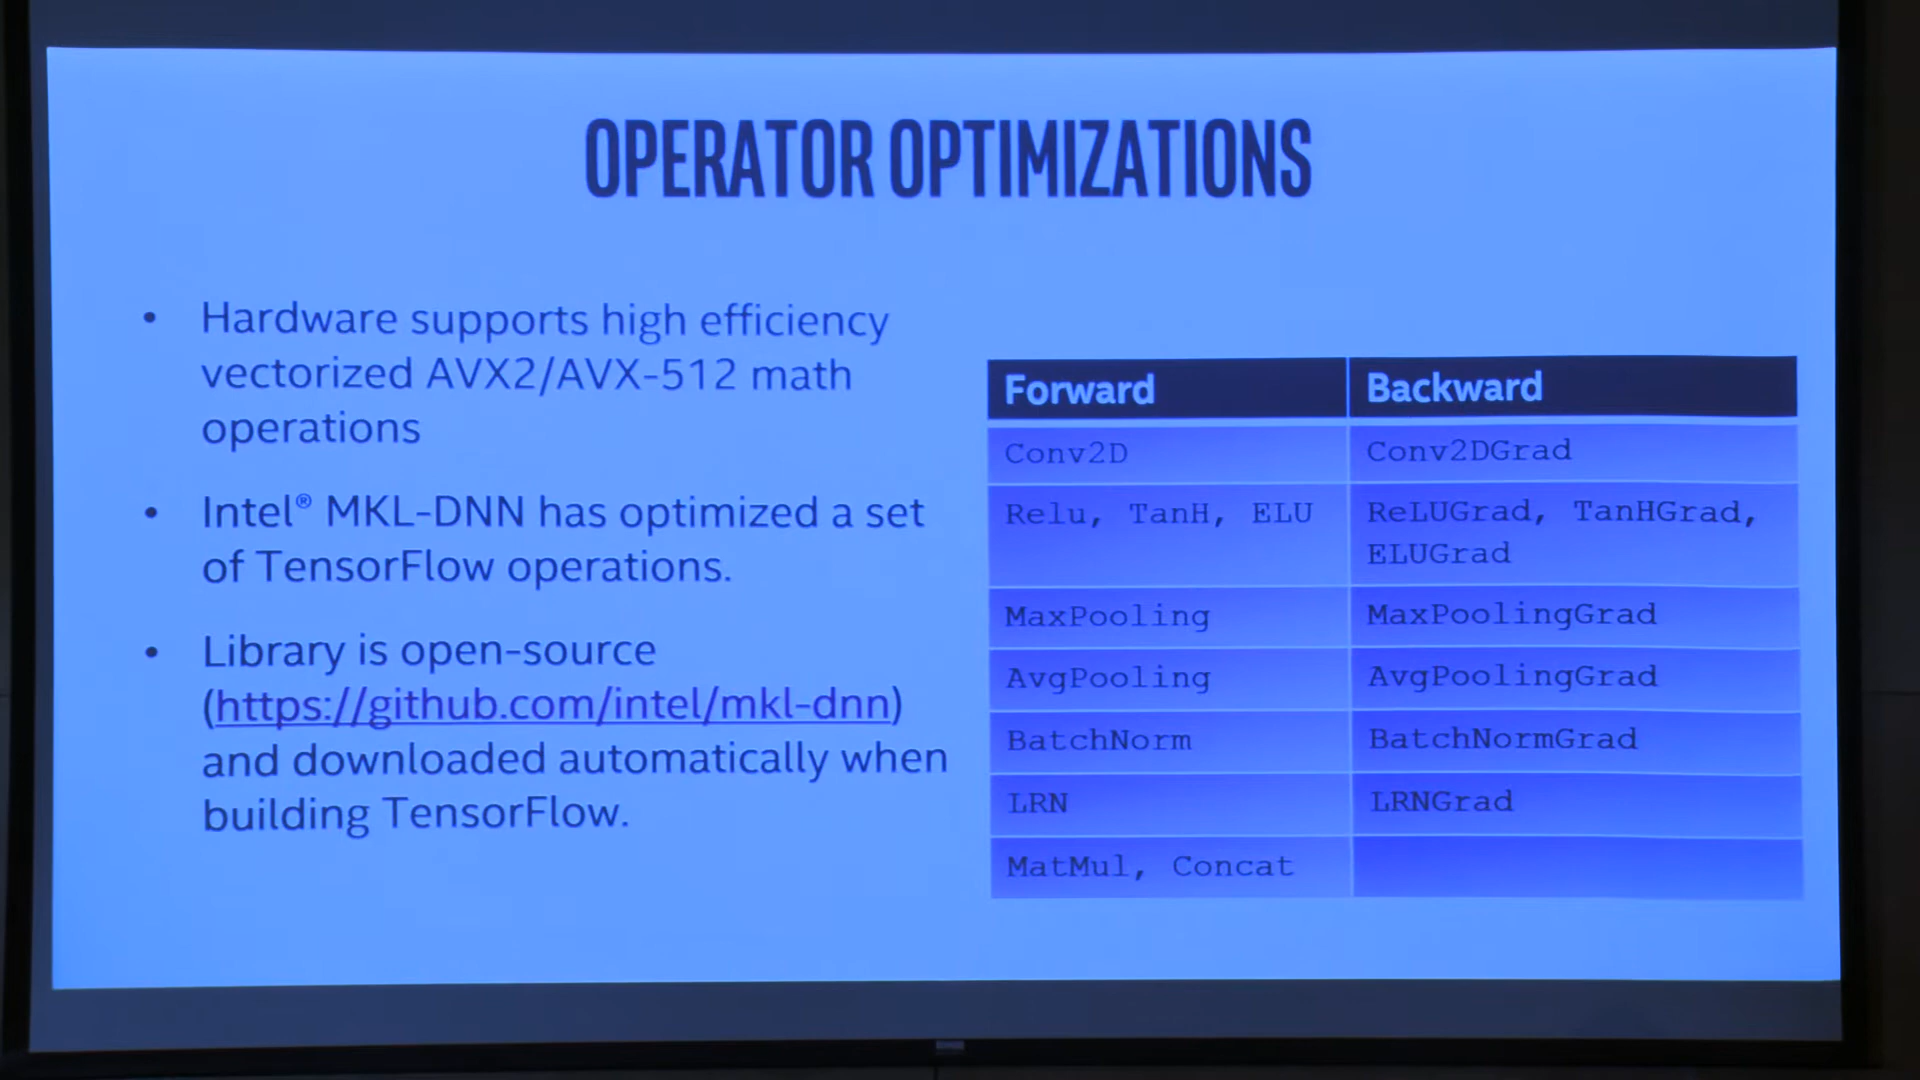 OPERATOR OPTIMIZATIONS
• Hardware supports high efficiency
vectorized AVX2/AVX-512 math
operations
• Intel® MKL-DNN has optimized a set
of TensorFlow operations.
• Library is open-source
(https://github.com/intel/mkl-dnn)
and downloaded automatically when
building TensorFlow.
Forward Backward
Conv2D Conv2DGrad
Relu, TanH, ELU ReLUGrad, TanHGrad,
ELUGrad
MaxPooling MaxPoolingGrad
AvgPooling AvgPoolingGrad
BatchNorm BatchNormGrad
LRN LRNGrad
MatMul, Concat